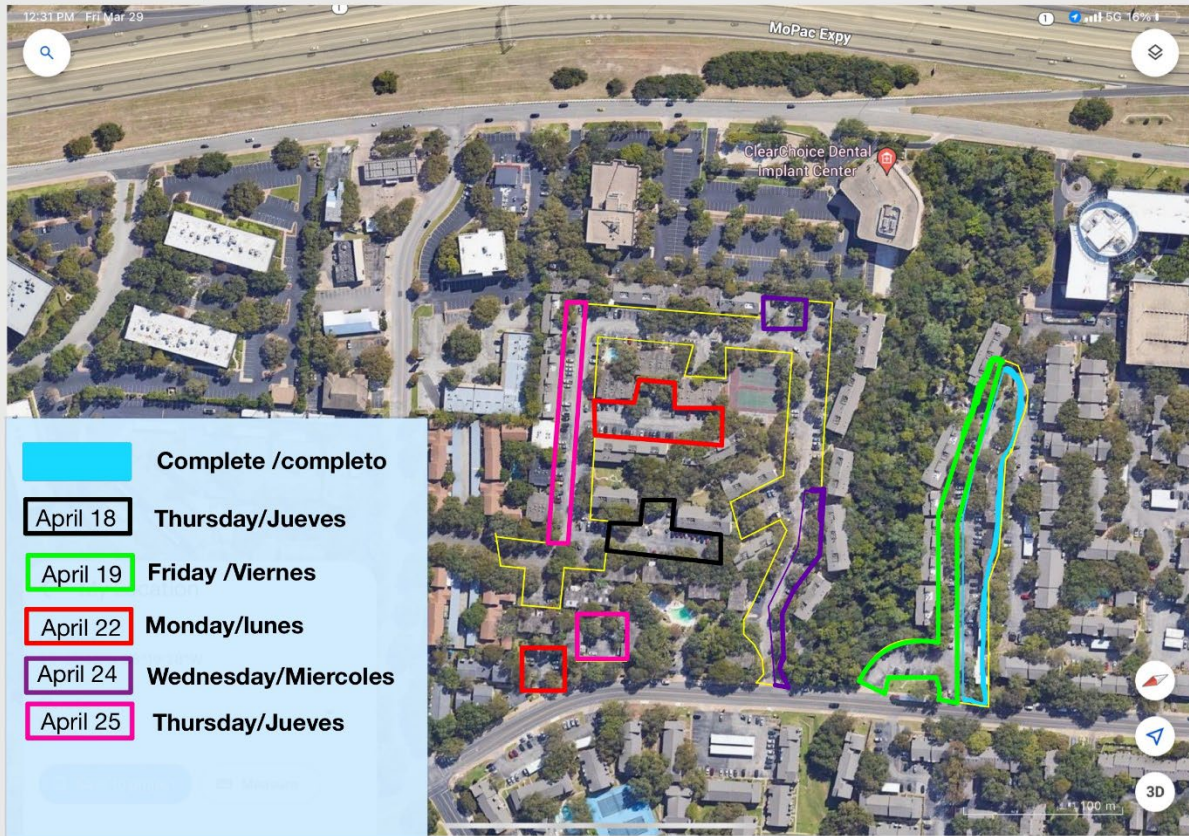 12:31 PM Fri Mar 29
1
1
5G 16%
MoPac Expy
ClearChoice Dental
Implant Center
Complete /completo
April 18 Thursday/Jueves
April 19 Friday /Viernes
April 22 Monday/lunes
April 24 Wednesday/Miercoles
April 25 Thursday/Jueves
3D
100 m